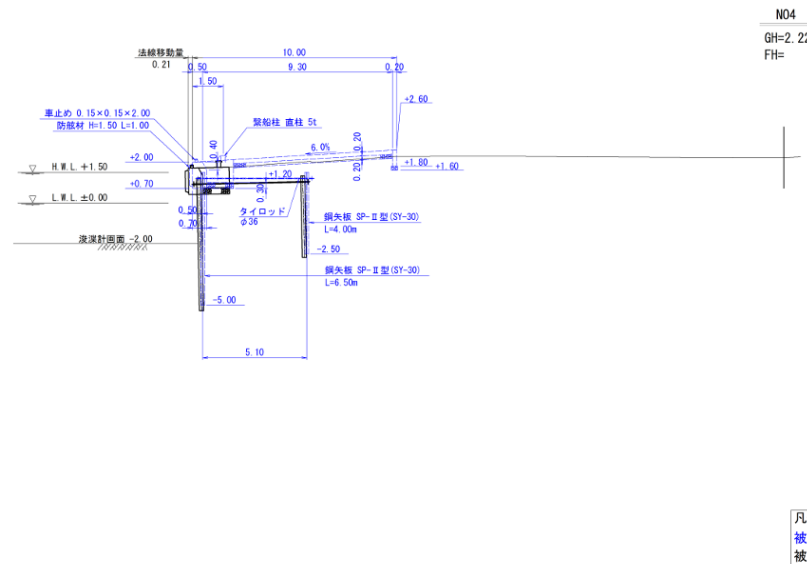 NO4
GH=2.22
FH=
法線移動量
0.21
10.00
0.50
9.30
0.20
1.50
+2.60
車止め 0.15×0.15×2.00
防舷材 H=1.50 L=1.00
繋船柱 直柱 5t
0.40
6.0%
0.20
0.20
+2.00
+1.80
+1.60
H.W.L.+1.50
+1.20
+0.70
0.30
L.W.L.±0.00
0.50
0.70
タイロッド
φ36
鋼矢板 SP-Ⅱ型(SY-30)
L=4.00m
浚渫計画面 -2.00
-2.50
鋼矢板 SP-Ⅱ型(SY-30)
L=6.50m
-5.00
5.10
凡
被
被